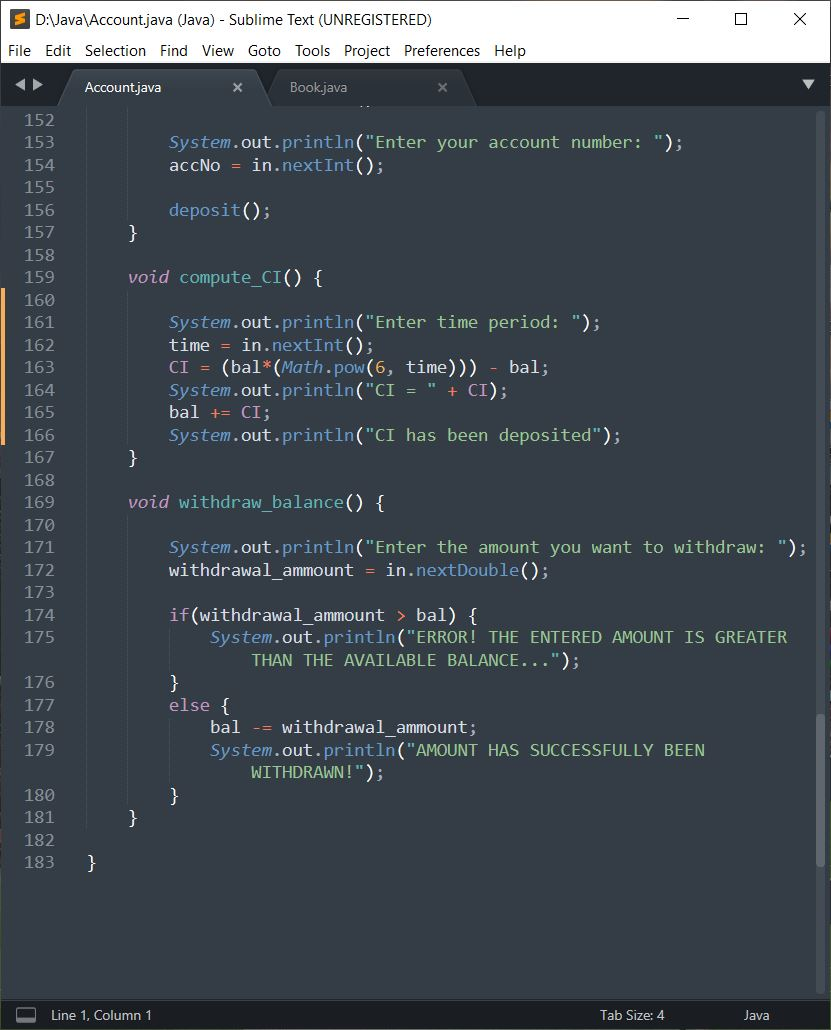 D:\Java\Account.java (Java) - Sublime Text (UNREGISTERED)
File Edit Selection Find View Goto Tools Project Preferences Help
Account.java Book.java
152
153 System.out.println("Enter your account number: ");
154 accNo = in.nextInt();
155
156 deposit();
157 }
158
159 void compute_CI() {
160
161 System.out.println("Enter time period: ");
162 time = in.nextInt();
163 CI = (bal*(Math.pow(6, time))) - bal;
164 System.out.println("CI = " + CI);
165 bal += CI;
166 System.out.println("CI has been deposited");
167 }
168
169 void withdraw_balance() {
170
171 System.out.println("Enter the amount you want to withdraw: ");
172 withdrawal_ammount = in.nextDouble();
173
174 if(withdrawal_ammount > bal) {
175 System.out.println("ERROR! THE ENTERED AMOUNT IS GREATER
THAN THE AVAILABLE BALANCE...");
176 }
177 else {
178 bal -= withdrawal_ammount;
179 System.out.println("AMOUNT HAS SUCCESSFULLY BEEN
WITHDRAWN!");
180 }
181 }
182
183 }
Line 1, Column 1 Tab Size: 4 Java